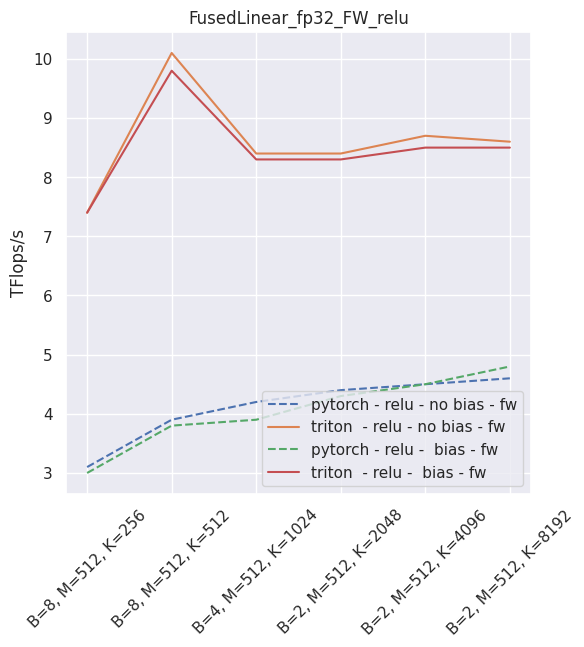 FusedLinear_fp32_FW_relu
TFlops/s
10
9
8
7
6
5
4
3
pytorch - relu - no bias - fw
triton  - relu - no bias - fw
pytorch - relu -  bias - fw
triton  - relu -  bias - fw
B=8, M=512, K=256
B=8, M=512, K=512
B=4, M=512, K=1024
B=2, M=512, K=2048
B=2, M=512, K=4096
B=2, M=512, K=8192